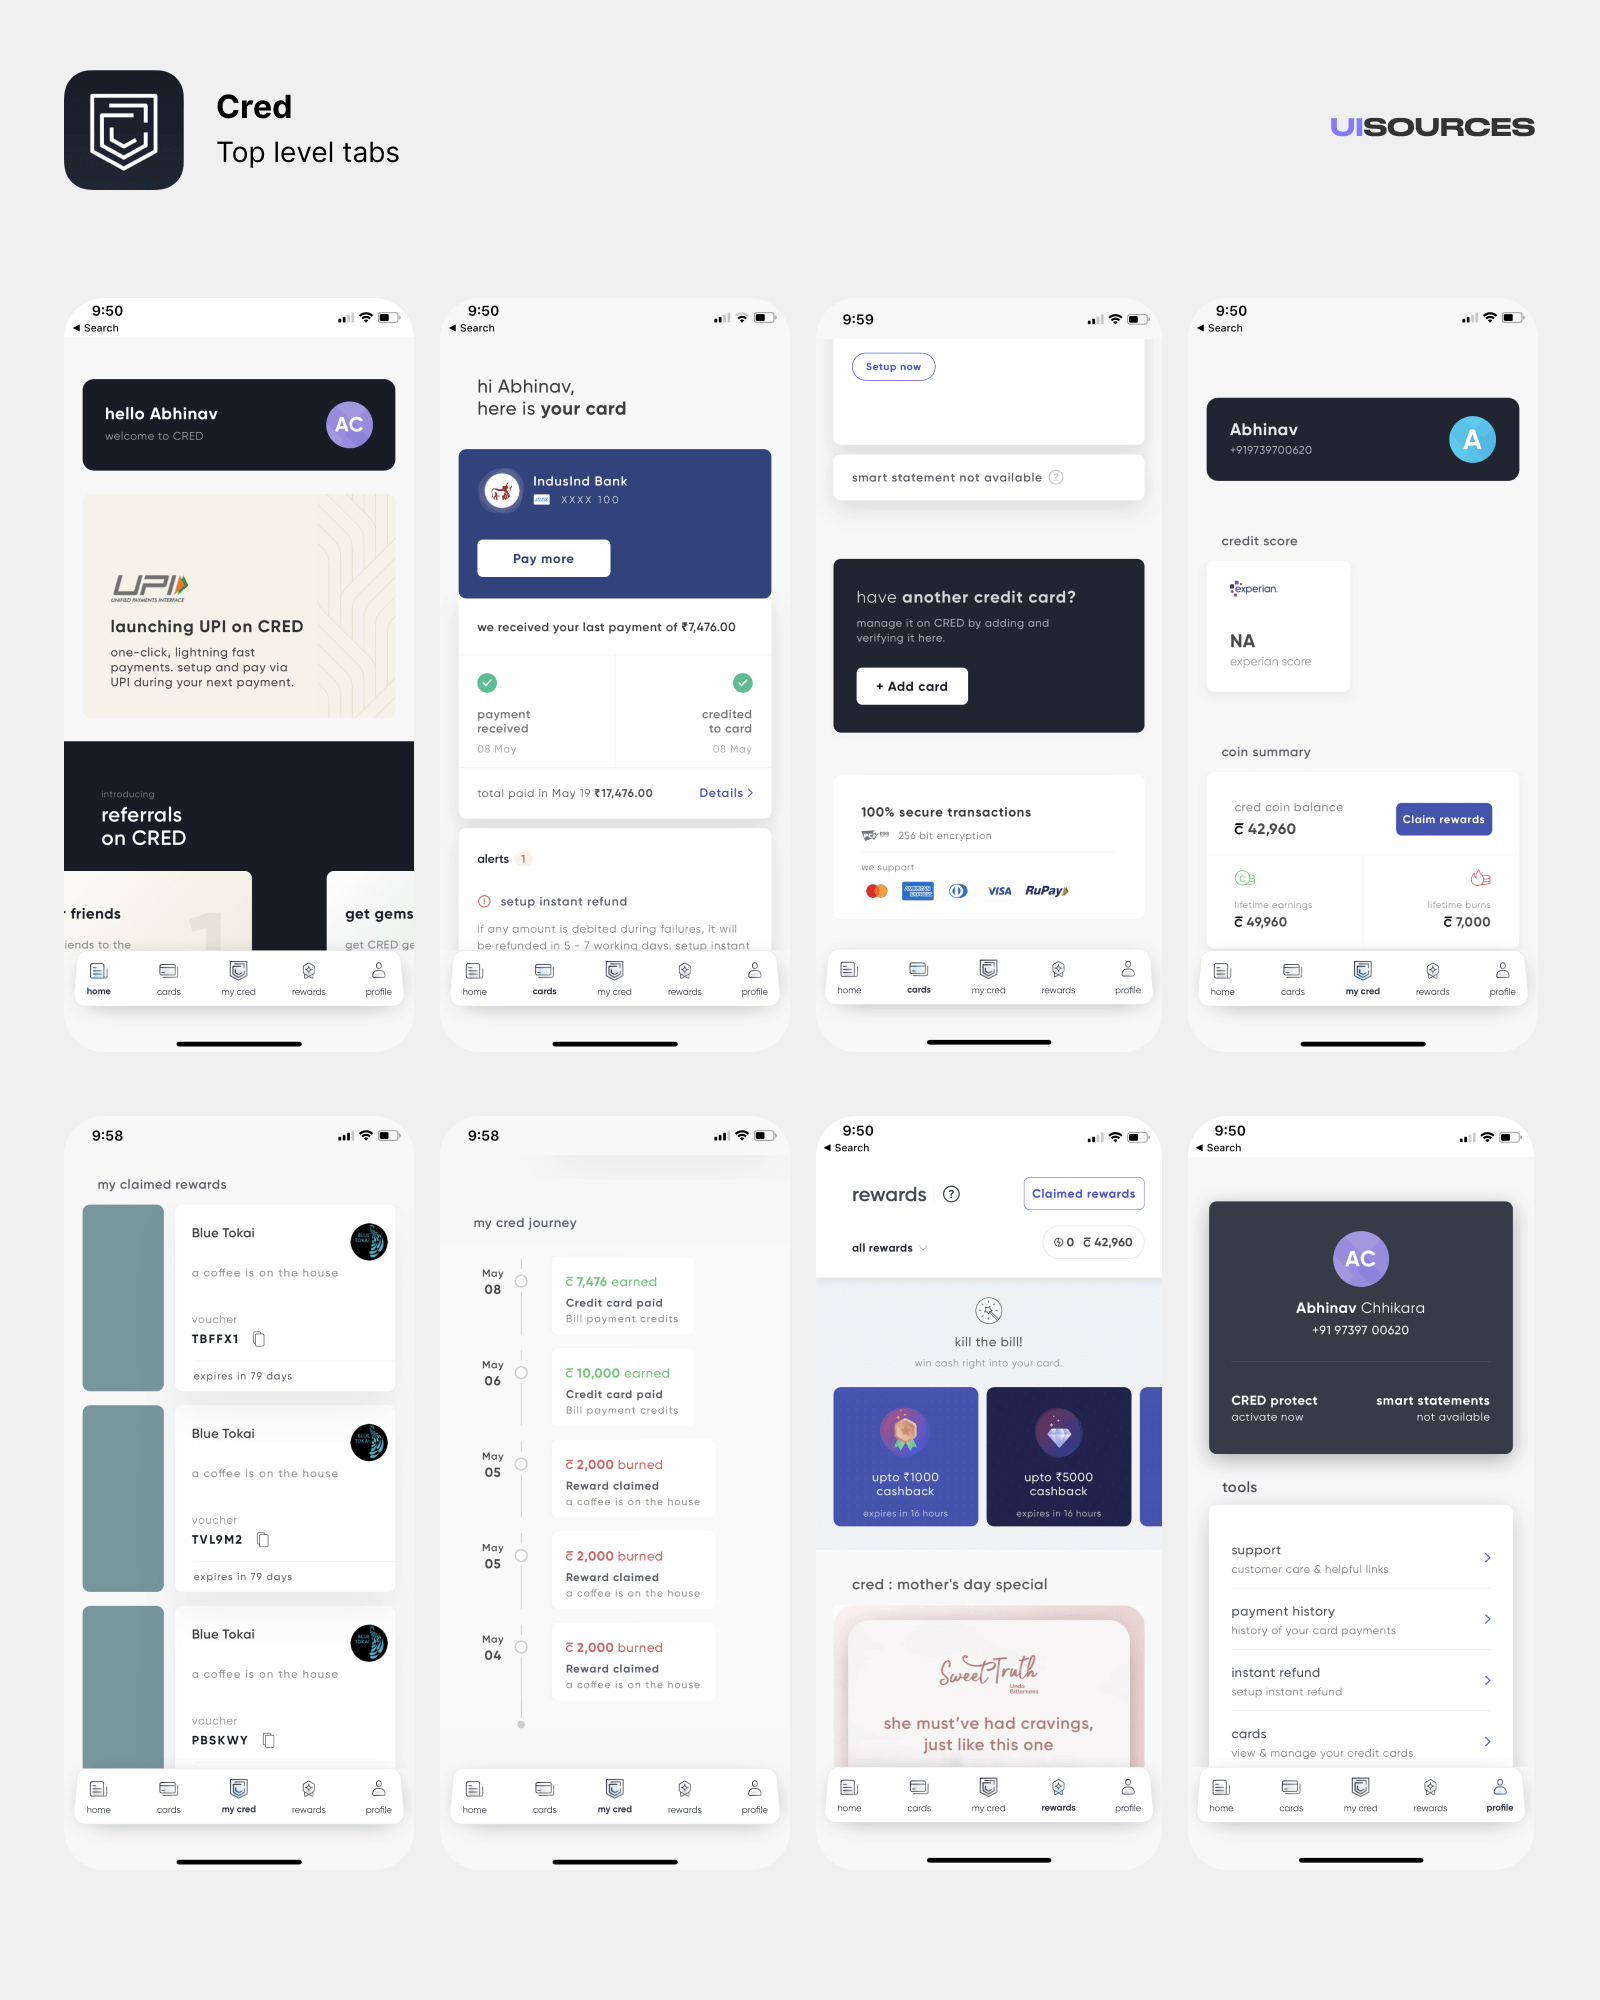 Cred
Top level tabs
UISOURCES
9:50
◀ Search
hello Abhinav
welcome to CRED
AC
UPI
UNIFIED PAYMENTS INTERFACE
launching UPI on CRED
one-click, lightning fast
payments. setup and pay via
UPI during your next payment.
introducing
referrals
on CRED
friends
iends to the
1
get gems
get CRED ge
home
cards
my cred
rewards
profile
9:50
◀ Search
hi Abhinav,
here is your card
IndusInd Bank
XXXX 100
Pay more
we received your last payment of ₹7,476.00
payment
received
08 May
credited
to card
08 May
total paid in May 19 ₹17,476.00
Details >
alerts 1
setup instant refund
if any amount is debited during failures, it will
be refunded in 5 - 7 working days. setup instant
home
cards
my cred
rewards
profile
9:59
Setup now
smart statement not available ?
have another credit card?
manage it on CRED by adding and
verifying it here.
+ Add card
100% secure transactions
256 bit encryption
we support
AMERICAN EXPRESS
VISA
RuPay
home
cards
my cred
rewards
profile
9:50
◀ Search
Abhinav
+919739700620
A
credit score
experian.
NA
experian score
coin summary
cred coin balance
42,960
Claim rewards
lifetime earnings
49,960
lifetime burns
7,000
home
cards
my cred
rewards
profile
9:58
my claimed rewards
Blue Tokai
BLUE TOKAI
a coffee is on the house
voucher
TBFFX1
expires in 79 days
Blue Tokai
BLUE TOKAI
a coffee is on the house
voucher
TVL9M2
expires in 79 days
Blue Tokai
BLUE TOKAI
a coffee is on the house
voucher
PBSKWY
home
cards
my cred
rewards
profile
9:58
my cred journey
May
08
7,476 earned
Credit card paid
Bill payment credits
May
06
10,000 earned
Credit card paid
Bill payment credits
May
05
2,000 burned
Reward claimed
a coffee is on the house
May
05
2,000 burned
Reward claimed
a coffee is on the house
May
04
2,000 burned
Reward claimed
a coffee is on the house
home
cards
my cred
rewards
profile
9:50
◀ Search
rewards ?
Claimed rewards
all rewards
0 42,960
kill the bill!
win cash right into your card.
upto ₹1000
cashback
expires in 16 hours
upto ₹5000
cashback
expires in 16 hours
cred : mother's day special
Sweet Truth
Undo
Bitterness
she must've had cravings,
just like this one
home
cards
my cred
rewards
profile
9:50
◀ Search
AC
Abhinav Chhikara
+91 97397 00620
CRED protect
activate now
smart statements
not available
tools
support
customer care & helpful links
payment history
history of your card payments
instant refund
setup instant refund
cards
view & manage your credit cards
home
cards
my cred
rewards
profile